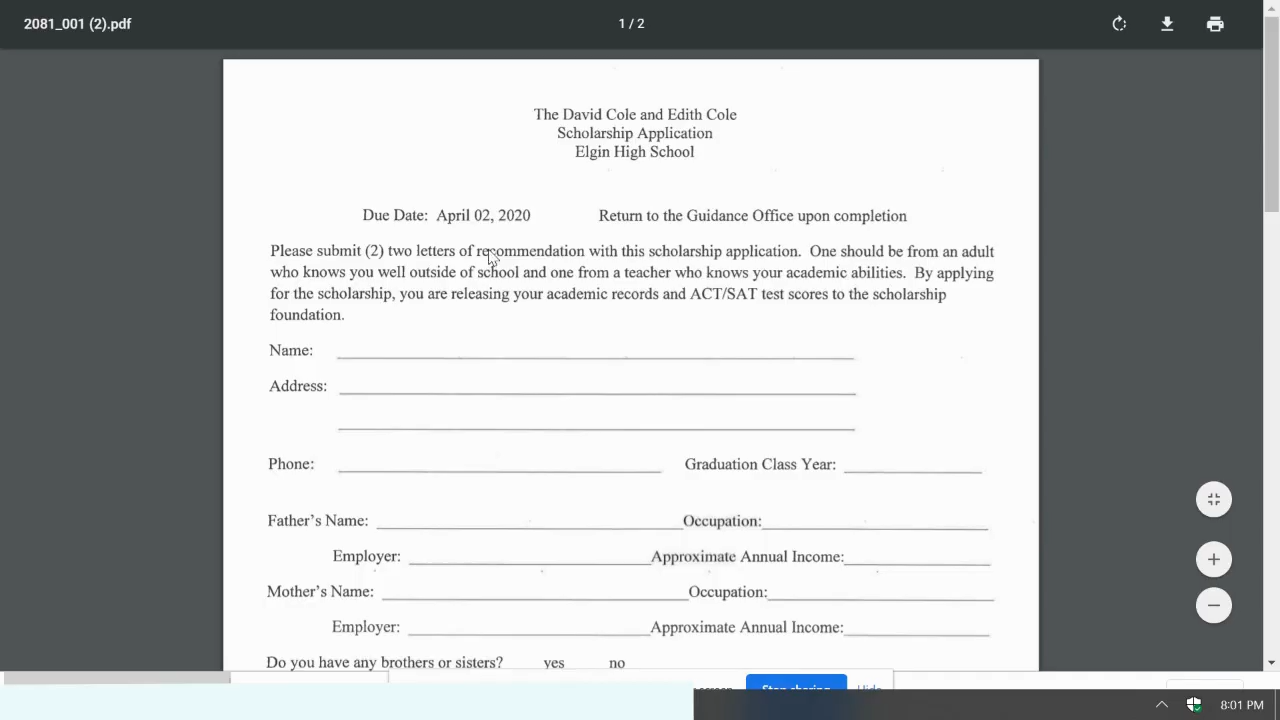 2081_001 (2).pdf
1 / 2
The David Cole and Edith Cole
Scholarship Application
Elgin High School
Due Date: April 02, 2020 Return to the Guidance Office upon completion
Please submit (2) two letters of recommendation with this scholarship application. One should be from an adult
who knows you well outside of school and one from a teacher who knows your academic abilities. By applying
for the scholarship, you are releasing your academic records and ACT/SAT test scores to the scholarship
foundation.
Name:
Address:
Phone: Graduation Class Year:
Father's Name: Occupation:
Employer: Approximate Annual Income:
Mother's Name: Occupation:
Employer: Approximate Annual Income:
Do you have any brothers or sisters? yes no
screen. Stop sharing Hide
8:01 PM